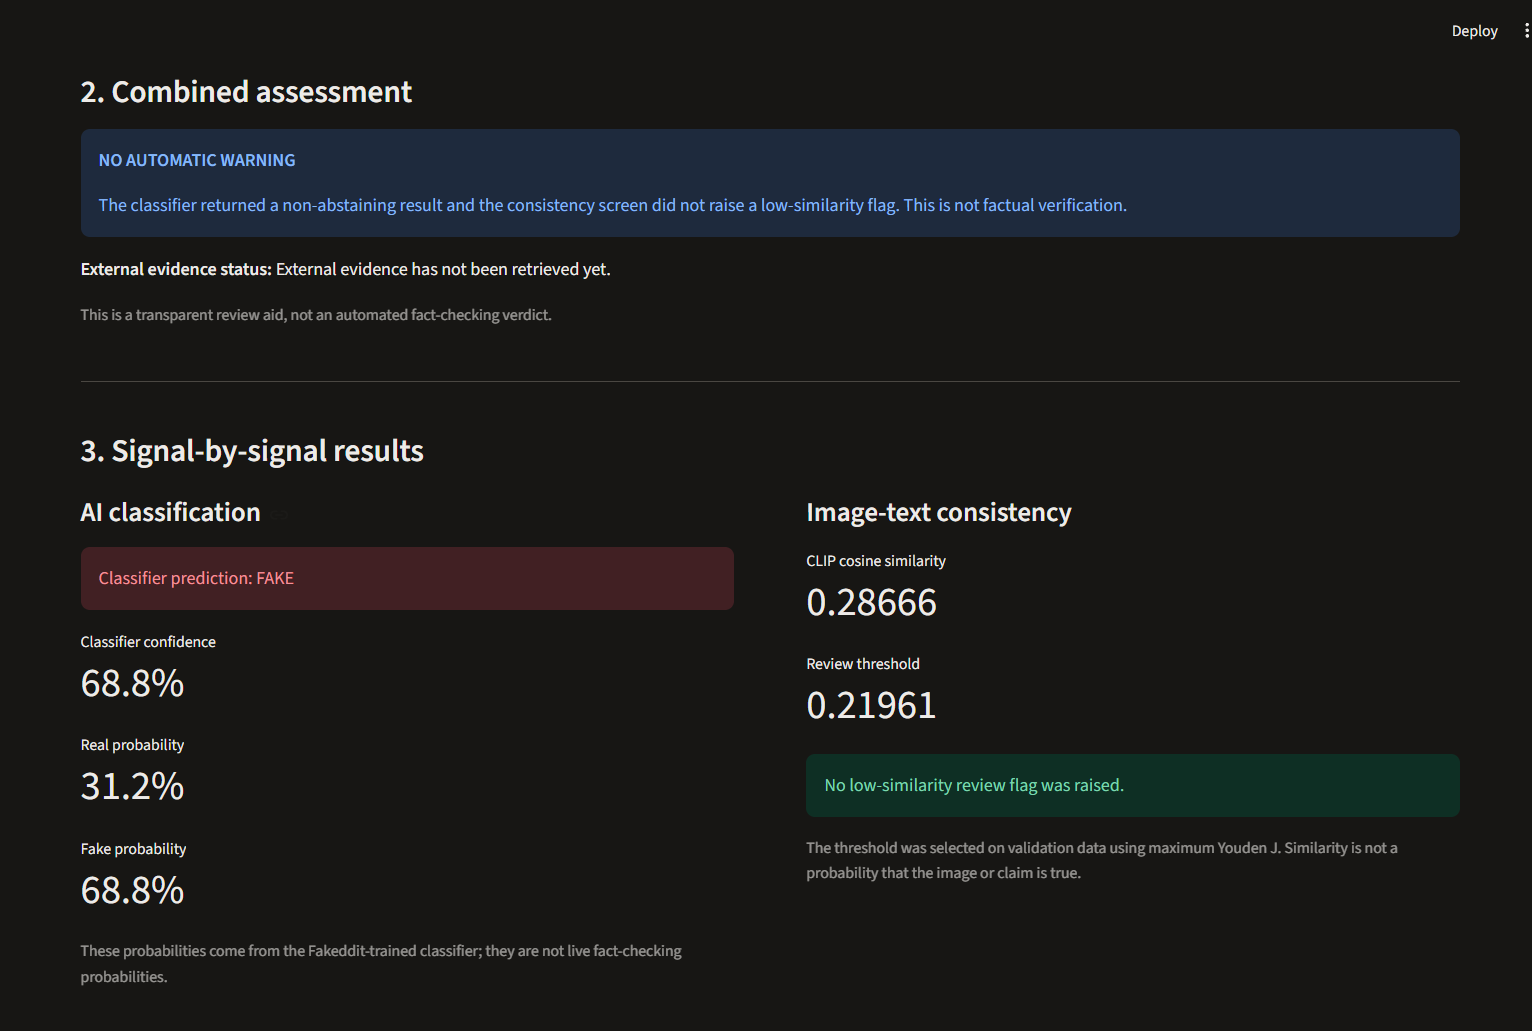 Deploy
2. Combined assessment
NO AUTOMATIC WARNING
The classifier returned a non-abstaining result and the consistency screen did not raise a low-similarity flag. This is not factual verification.
External evidence status: External evidence has not been retrieved yet.
This is a transparent review aid, not an automated fact-checking verdict.
3. Signal-by-signal results
AI classification
Classifier prediction: FAKE
Classifier confidence
68.8%
Real probability
31.2%
Fake probability
68.8%
These probabilities come from the Fakeddit-trained classifier; they are not live fact-checking
probabilities.
Image-text consistency
CLIP cosine similarity
0.28666
Review threshold
0.21961
No low-similarity review flag was raised.
The threshold was selected on validation data using maximum Youden J. Similarity is not a
probability that the image or claim is true.